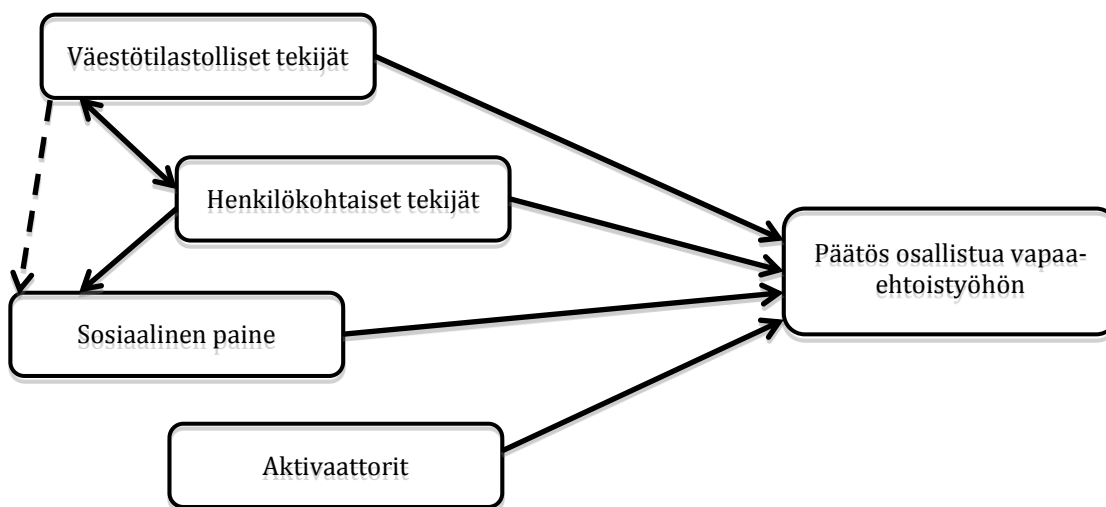 Väestötilastolliset tekijät
Henkilökohtaiset tekijät
Päätös osallistua vapaa-
ehtoistyöhön
Sosiaalinen paine
Aktivaattorit